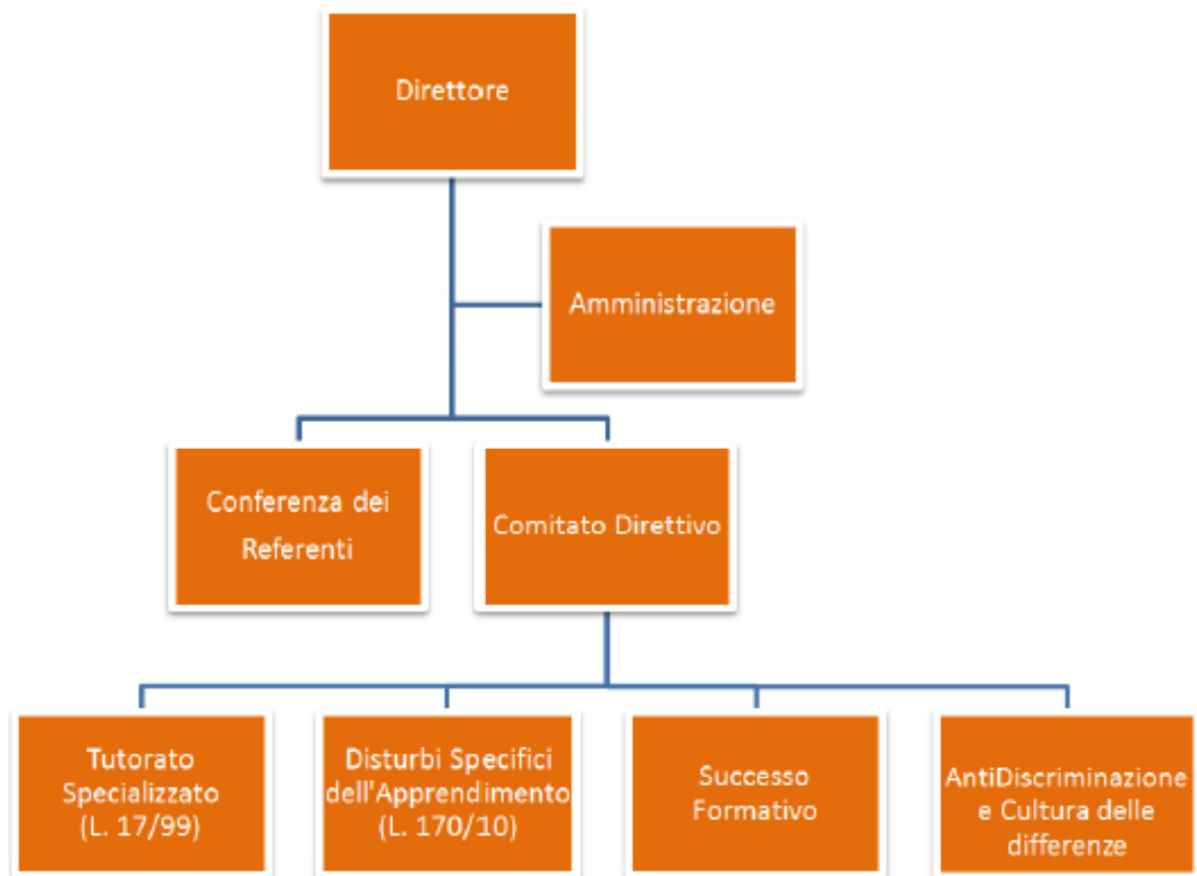 Direttore
Amministrazione
Conferenza dei
Referenti
Comitato Direttivo
Tutorato
Specializzato
(L. 17/99)
Disturbi Specifici
dell'Apprendimento
(L. 170/10)
Successo
Formativo
AntiDiscriminazione
e Cultura delle
differenze